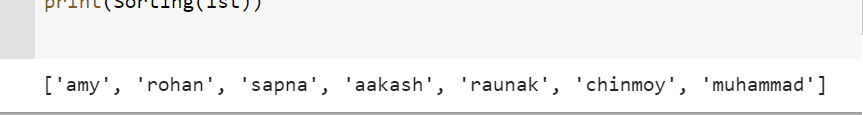 print(Sorting(lst))
['amy', 'rohan', 'sapna', 'aakash', 'raunak', 'chinmoy', 'muhammad']